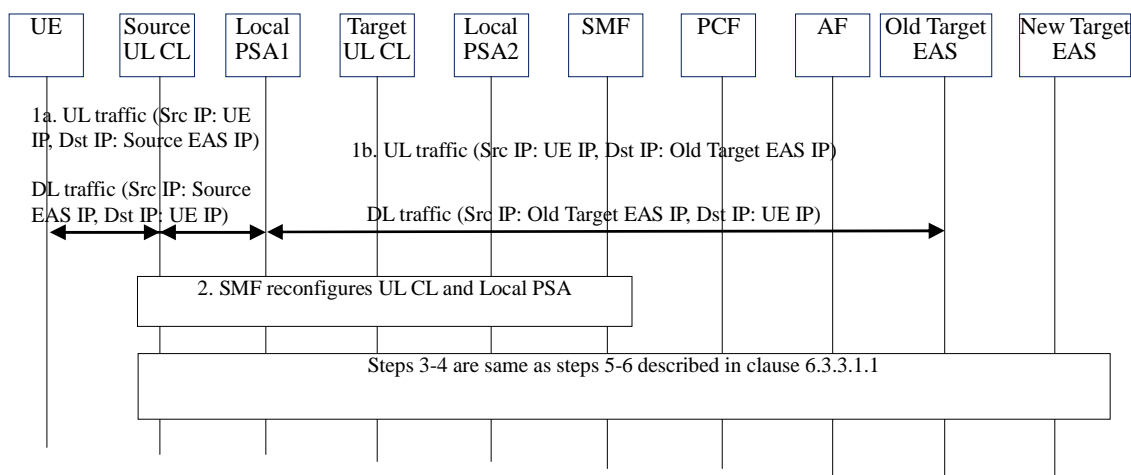 UE
Source
UL CL
Local
PSA1
Target
UL CL
Local
PSA2
SMF
PCF
AF
Old Target
EAS
New Target
EAS
1a. UL traffic (Src IP: UE
IP, Dst IP: Source EAS IP)
1b. UL traffic (Src IP: UE IP, Dst IP: Old Target EAS IP)
DL traffic (Src IP: Source
EAS IP, Dst IP: UE IP)
DL traffic (Src IP: Old Target EAS IP, Dst IP: UE IP)
2. SMF reconfigures UL CL and Local PSA
Steps 3-4 are same as steps 5-6 described in clause 6.3.3.1.1